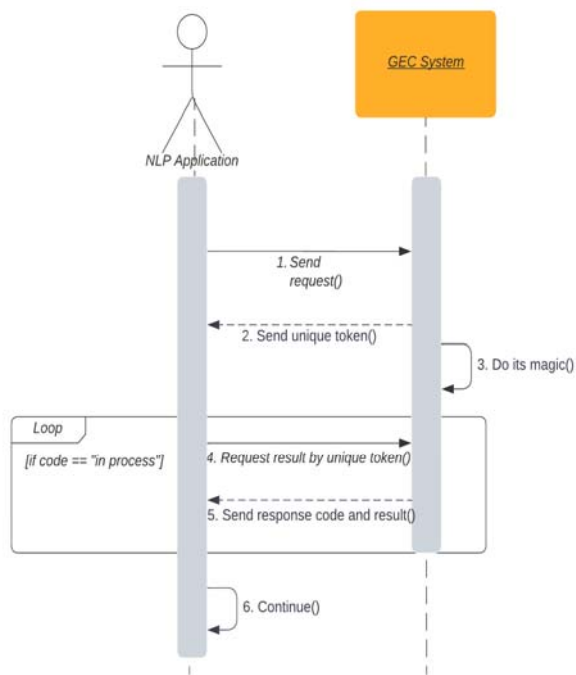 GEC System
NLP Application
1. Send
request()
2. Send unique token()
3. Do its magic()
Loop
[if code == "in process"]
4. Request result by unique token()
5. Send response code and result()
6. Continue()